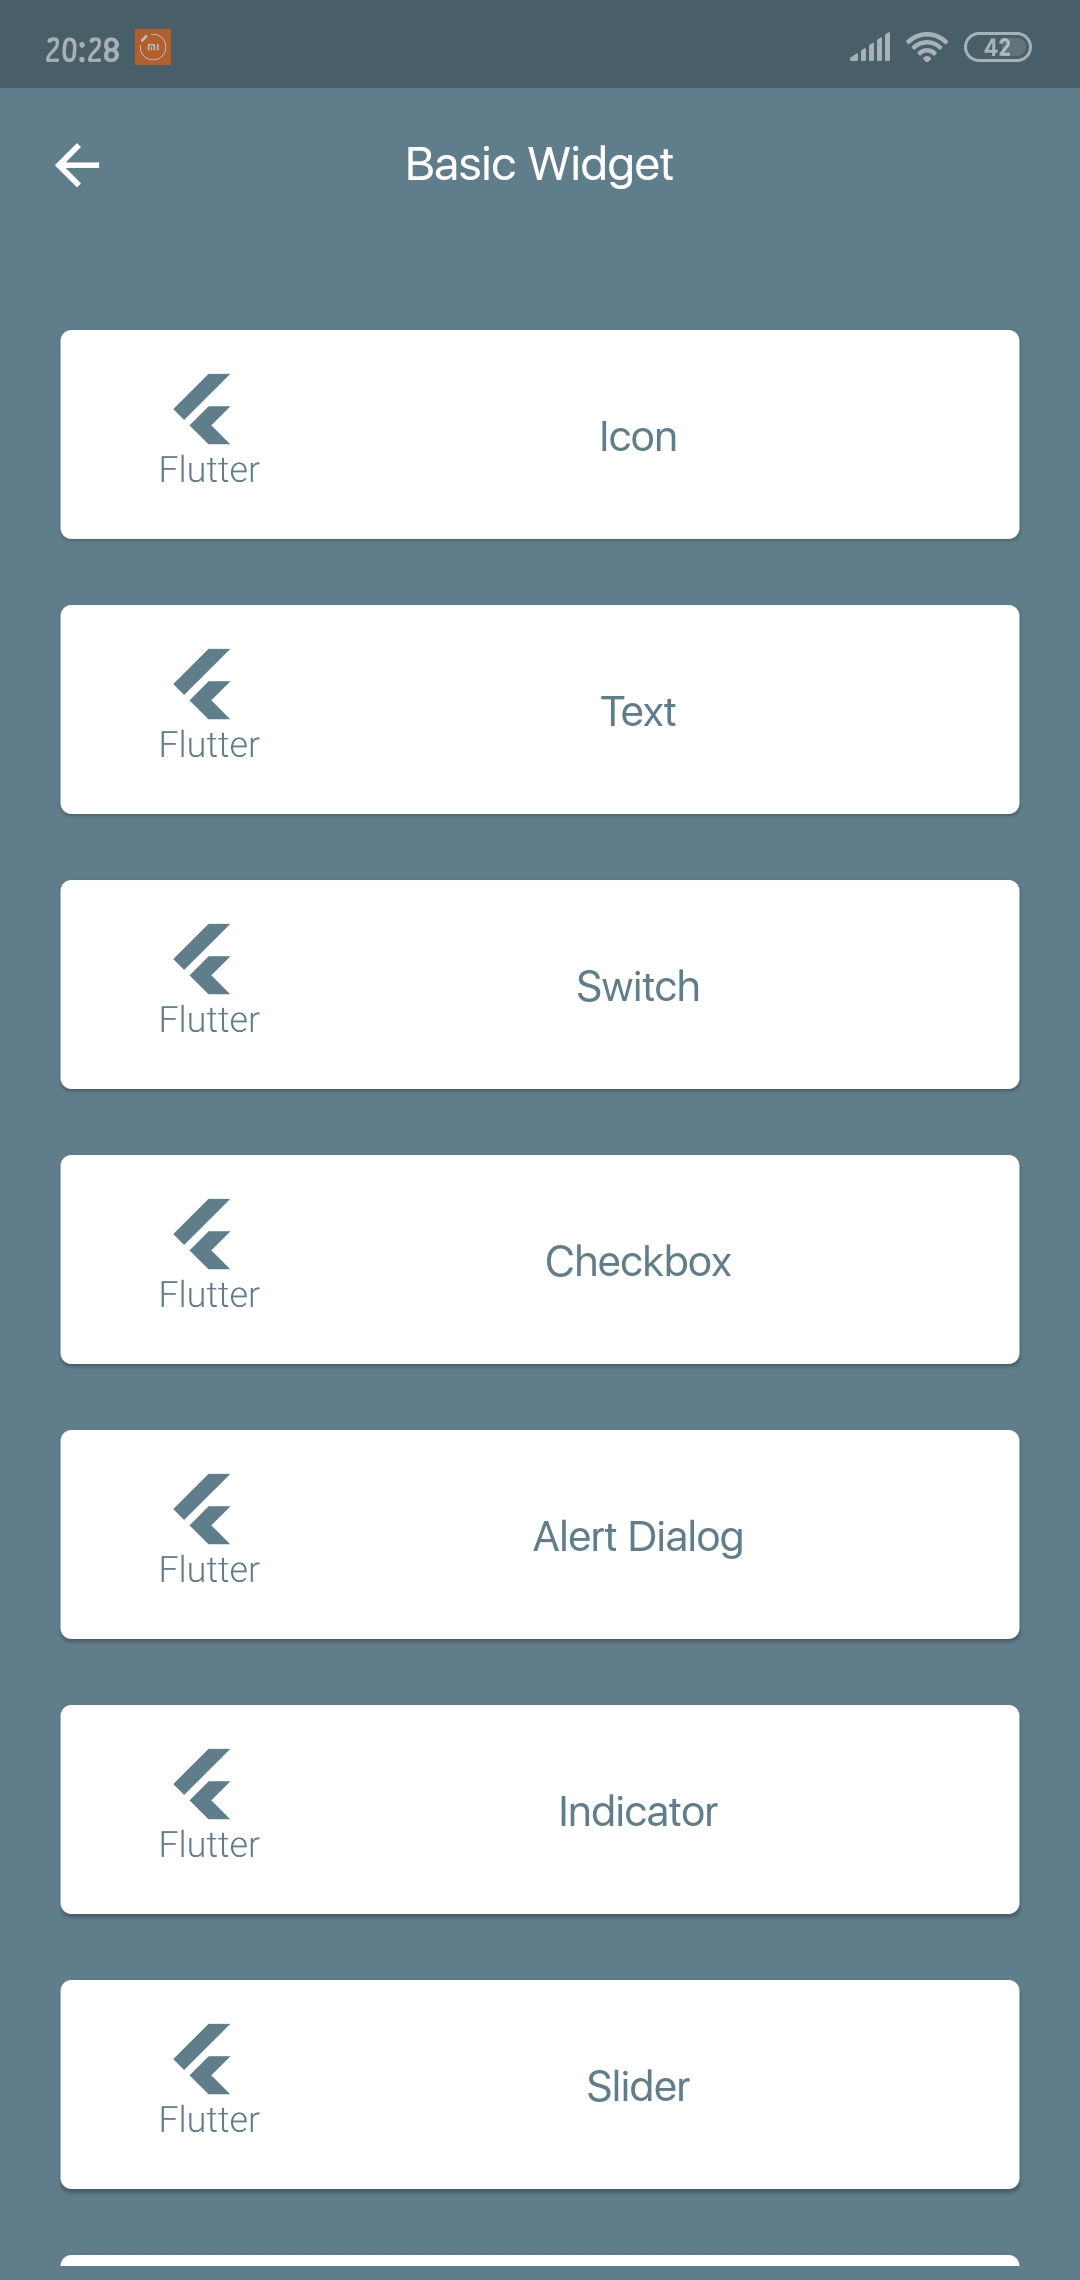 20:28 mi 42
Basic Widget
Icon
Flutter
Text
Flutter
Switch
Flutter
Checkbox
Flutter
Alert Dialog
Flutter
Indicator
Flutter
Slider
Flutter